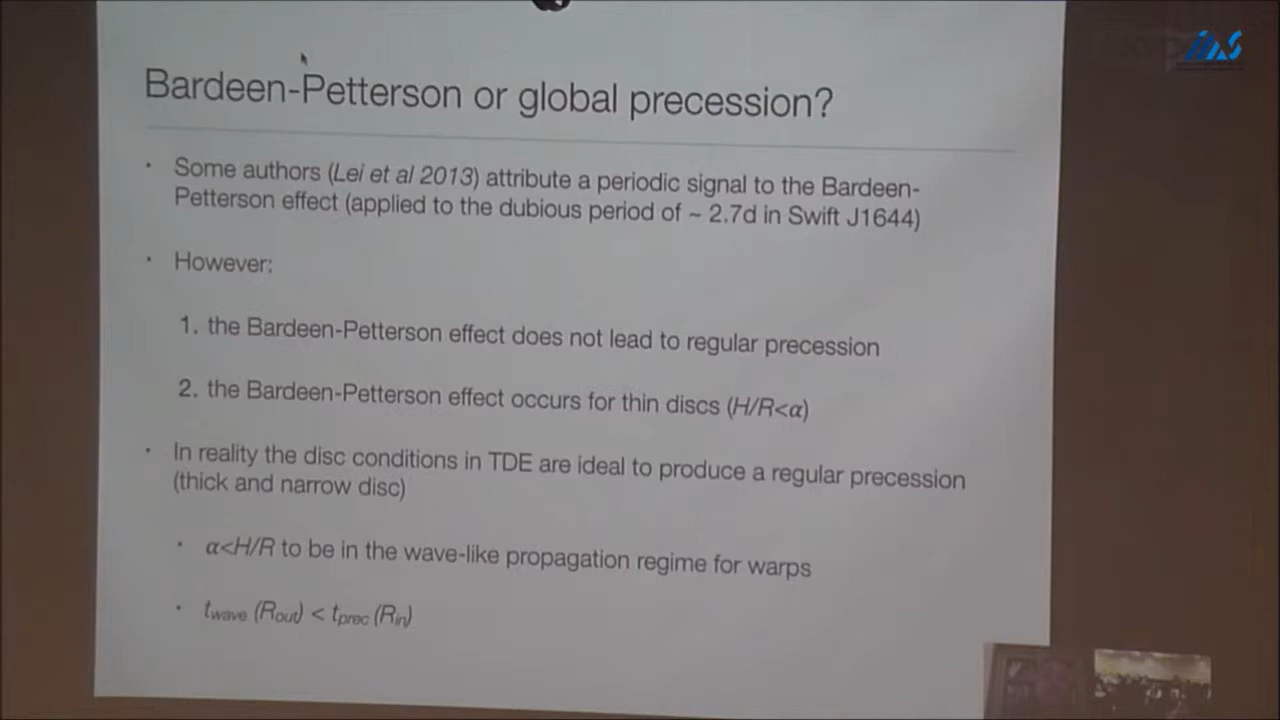 Bardeen-Petterson or global precession?
· Some authors (Lei et al 2013) attribute a periodic signal to the Bardeen-
Petterson effect (applied to the dubious period of ~ 2.7d in Swift J1644)
· However:
1. the Bardeen-Petterson effect does not lead to regular precession
2. the Bardeen-Petterson effect occurs for thin discs (H/R<α)
· In reality the disc conditions in TDE are ideal to produce a regular precession
(thick and narrow disc)
· α<H/R to be in the wave-like propagation regime for warps
· twave (Rout) < tprec (Rin)